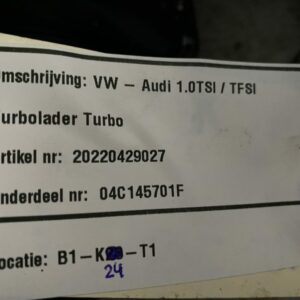 mschrijving: VW - Audi 1.0TSI / TFSI
urbolader Turbo
rtikel nr: 20220429027
nderdeel nr: 04C145701F
ocatie: B1-K -T1
24